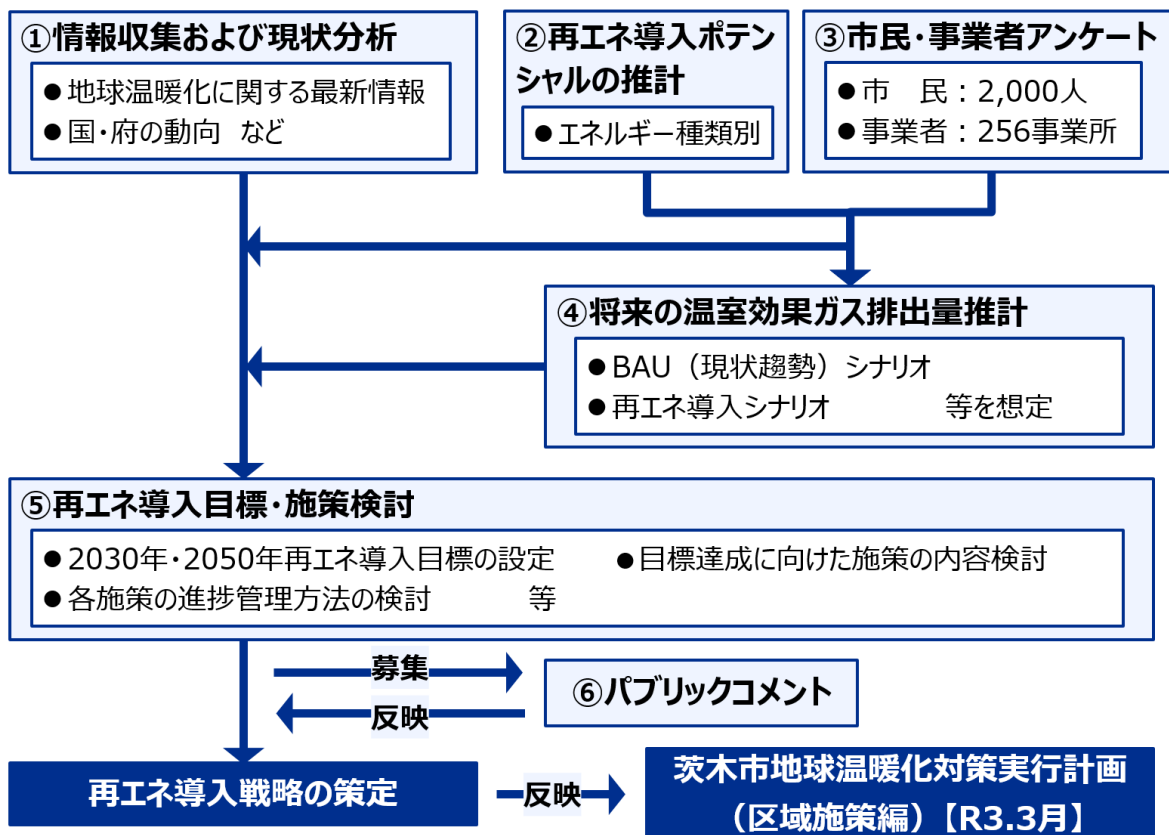 ①情報収集および現状分析
●地球温暖化に関する最新情報
●国・府の動向　など
②再エネ導入ポテン
シャルの推計
●エネルギー種類別
③市民・事業者アンケート
●市　民：2,000人
●事業者：256事業所
④将来の温室効果ガス排出量推計
●BAU（現状趨勢）シナリオ
●再エネ導入シナリオ　　　　等を想定
⑤再エネ導入目標・施策検討
●2030年・2050年再エネ導入目標の設定　　●目標達成に向けた施策の内容検討
●各施策の進捗管理方法の検討　　　　等
募集
⑥パブリックコメント
反映
再エネ導入戦略の策定
反映
茨木市地球温暖化対策実行計画
（区域施策編）【R3.3月】